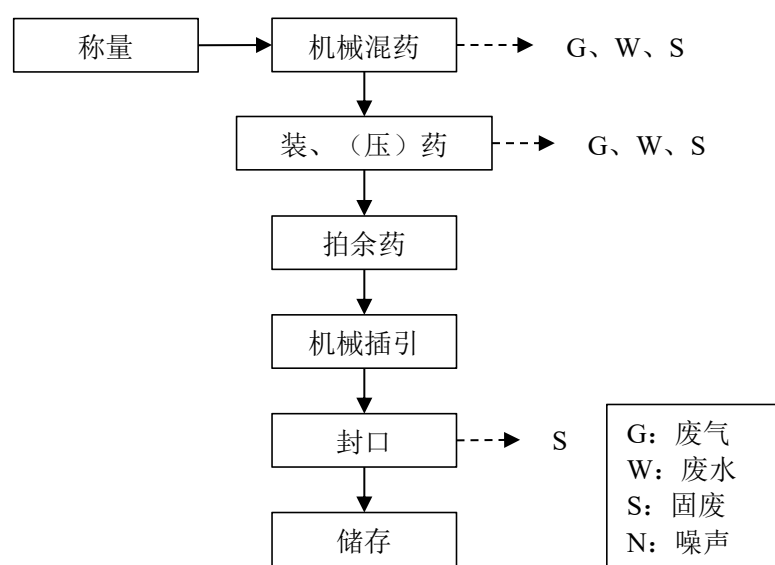 称量
机械混药
G、W、S
装、（压）药
G、W、S
拍余药
机械插引
封口
S
储存
G：废气
W：废水
S：固废
N：噪声